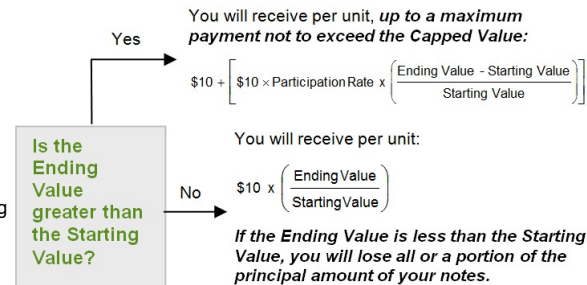 You will receive per unit, up to a maximum
payment not to exceed the Capped Value:
Yes
$10 + [ $10 × Participation Rate x ( Ending Value - Starting Value / Starting Value ) ]
Is the
Ending
Value
greater than
the Starting
Value?
g
No
You will receive per unit:
$10 x ( Ending Value / StartingValue )
If the Ending Value is less than the Starting
Value, you will lose all or a portion of the
principal amount of your notes.